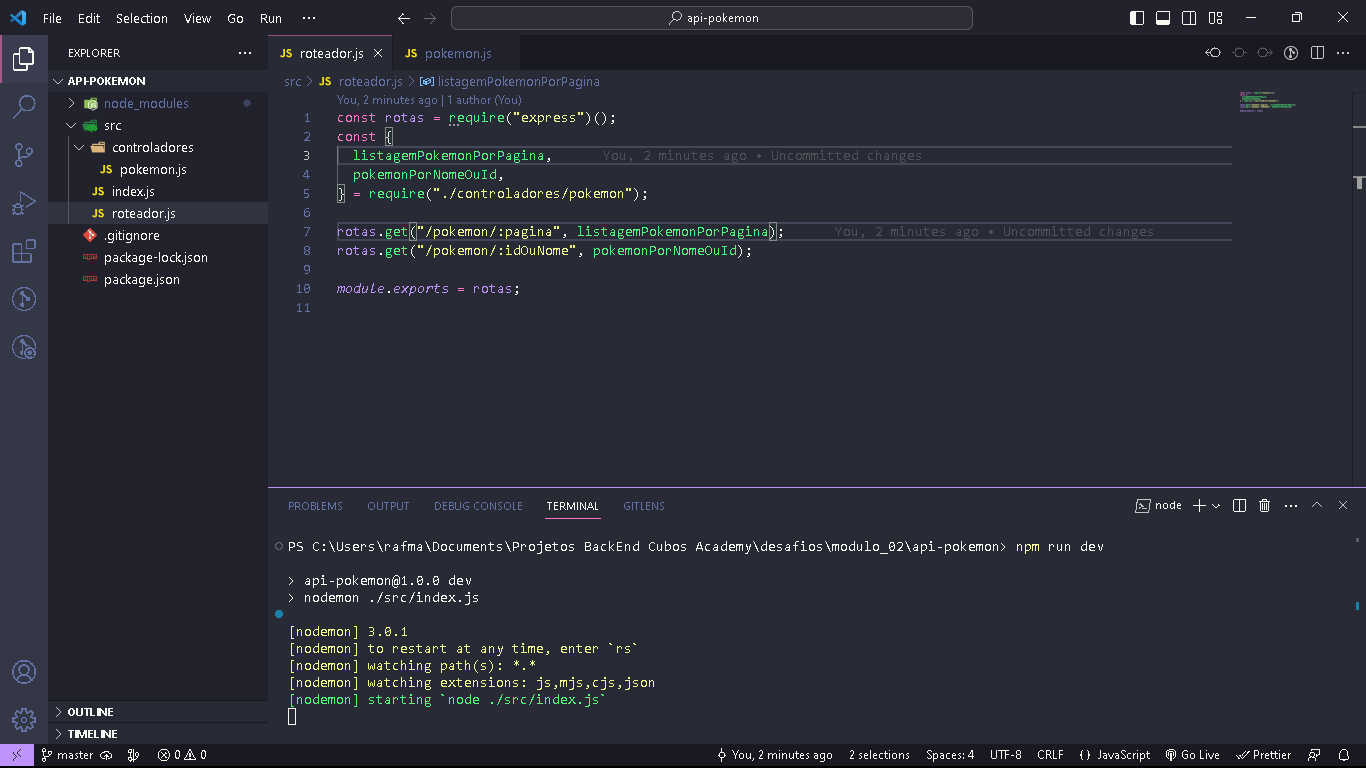 File Edit Selection View Go Run ··· api-pokemon
EXPLORER ···
API-POKEMON
node_modules
src
controladores
JS pokemon.js
JS index.js
JS roteador.js
.gitignore
package-lock.json
package.json
OUTLINE
TIMELINE
JS roteador.js JS pokemon.js
src > JS roteador.js > listagemPokemonPorPagina
You, 2 minutes ago | 1 author (You)
1 const rotas = require("express")();
2 const {
3 listagemPokemonPorPagina, You, 2 minutes ago • Uncommitted changes
4 pokemonPorNomeOuId,
5 } = require("./controladores/pokemon");
6
7 rotas.get("/pokemon/:pagina", listagemPokemonPorPagina); You, 2 minutes ago • Uncommitted changes
8 rotas.get("/pokemon/:idOuNome", pokemonPorNomeOuId);
9
10 module.exports = rotas;
11
PROBLEMS OUTPUT DEBUG CONSOLE TERMINAL GITLENS node
PS C:\Users\rafma\Documents\Projetos BackEnd Cubos Academy\desafios\modulo_02\api-pokemon> npm run dev
> api-pokemon@1.0.0 dev
> nodemon ./src/index.js
[nodemon] 3.0.1
[nodemon] to restart at any time, enter `rs`
[nodemon] watching path(s): *.*
[nodemon] watching extensions: js,mjs,cjs,json
[nodemon] starting `node ./src/index.js`
master 0 0 You, 2 minutes ago 2 selections Spaces: 4 UTF-8 CRLF {} JavaScript Go Live Prettier